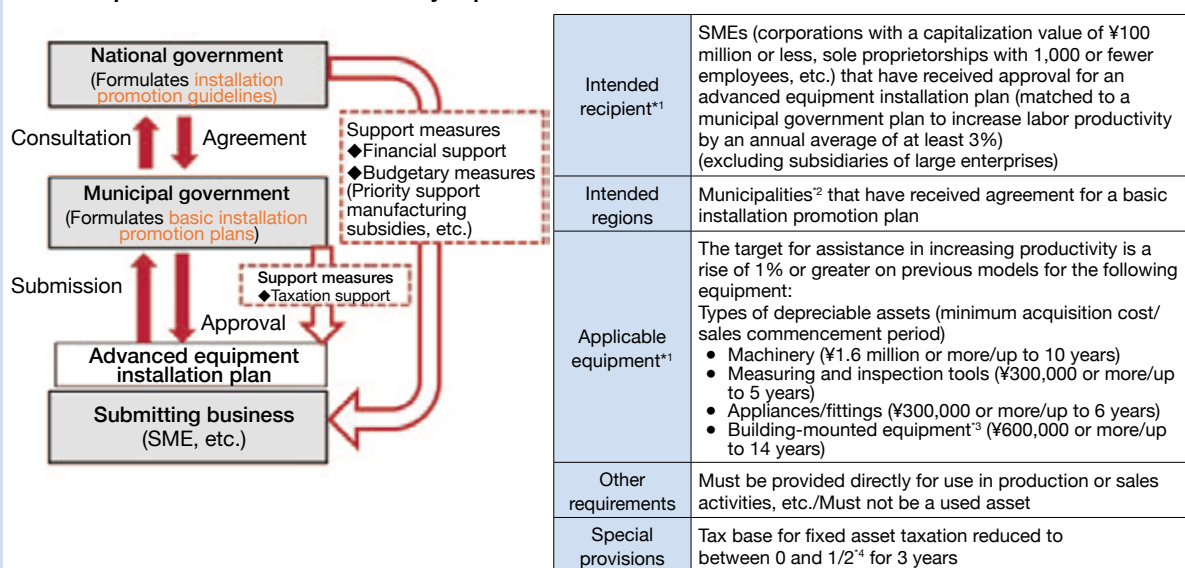 National government
(Formulates installation
promotion guidelines)
Consultation
Agreement
Support measures
◆Financial support
◆Budgetary measures
(Priority support
manufacturing
subsidies, etc.)
Municipal government
(Formulates basic installation
promotion plans)
Support measures
◆Taxation support
Submission
Approval
Advanced equipment
installation plan
Submitting business
(SME, etc.)
Intended
recipient*1
SMEs (corporations with a capitalization value of ¥100
million or less, sole proprietorships with 1,000 or fewer
employees, etc.) that have received approval for an
advanced equipment installation plan (matched to a
municipal government plan to increase labor productivity
by an annual average of at least 3%)
(excluding subsidiaries of large enterprises)
Intended
regions
Municipalities*2 that have received agreement for a basic
installation promotion plan
Applicable
equipment*1
The target for assistance in increasing productivity is a
rise of 1% or greater on previous models for the following
equipment:
Types of depreciable assets (minimum acquisition cost/
sales commencement period)
● Machinery (¥1.6 million or more/up to 10 years)
● Measuring and inspection tools (¥300,000 or more/up
to 5 years)
● Appliances/fittings (¥300,000 or more/up to 6 years)
● Building-mounted equipment*3 (¥600,000 or more/up
to 14 years)
Other
requirements
Must be provided directly for use in production or sales
activities, etc./Must not be a used asset
Special
provisions
Tax base for fixed asset taxation reduced to
between 0 and 1/2*4 for 3 years